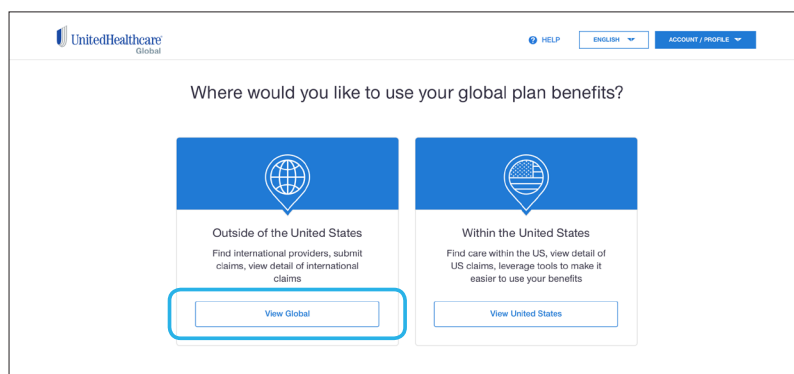 UnitedHealthcare
Global
HELP
ENGLISH
ACCOUNT / PROFILE
Where would you like to use your global plan benefits?
Outside of the United States
Find international providers, submit
claims, view detail of international
claims
View Global
Within the United States
Find care within the US, view detail of
US claims, leverage tools to make it
easier to use your benefits
View United States